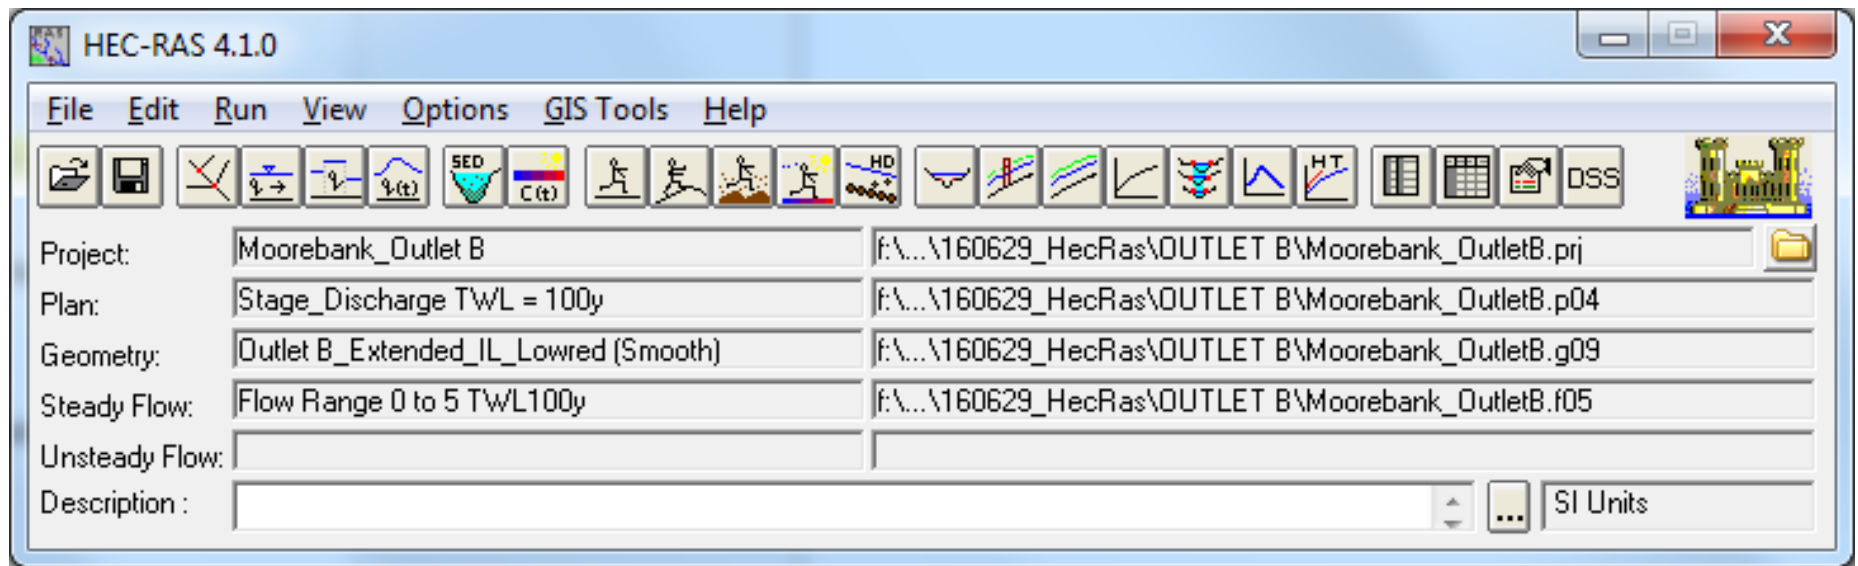 HEC-RAS 4.1.0
File Edit Run View Options GIS Tools Help
SED C(t) HD HT DSS
Project: Moorebank_Outlet B f:\...\160629_HecRas\OUTLET B\Moorebank_OutletB.prj
Plan: Stage_Discharge TWL = 100y f:\...\160629_HecRas\OUTLET B\Moorebank_OutletB.p04
Geometry: Outlet B_Extended_IL_Lowred (Smooth) f:\...\160629_HecRas\OUTLET B\Moorebank_OutletB.g09
Steady Flow: Flow Range 0 to 5 TWL100y f:\...\160629_HecRas\OUTLET B\Moorebank_OutletB.f05
Unsteady Flow:
Description : ... SI Units